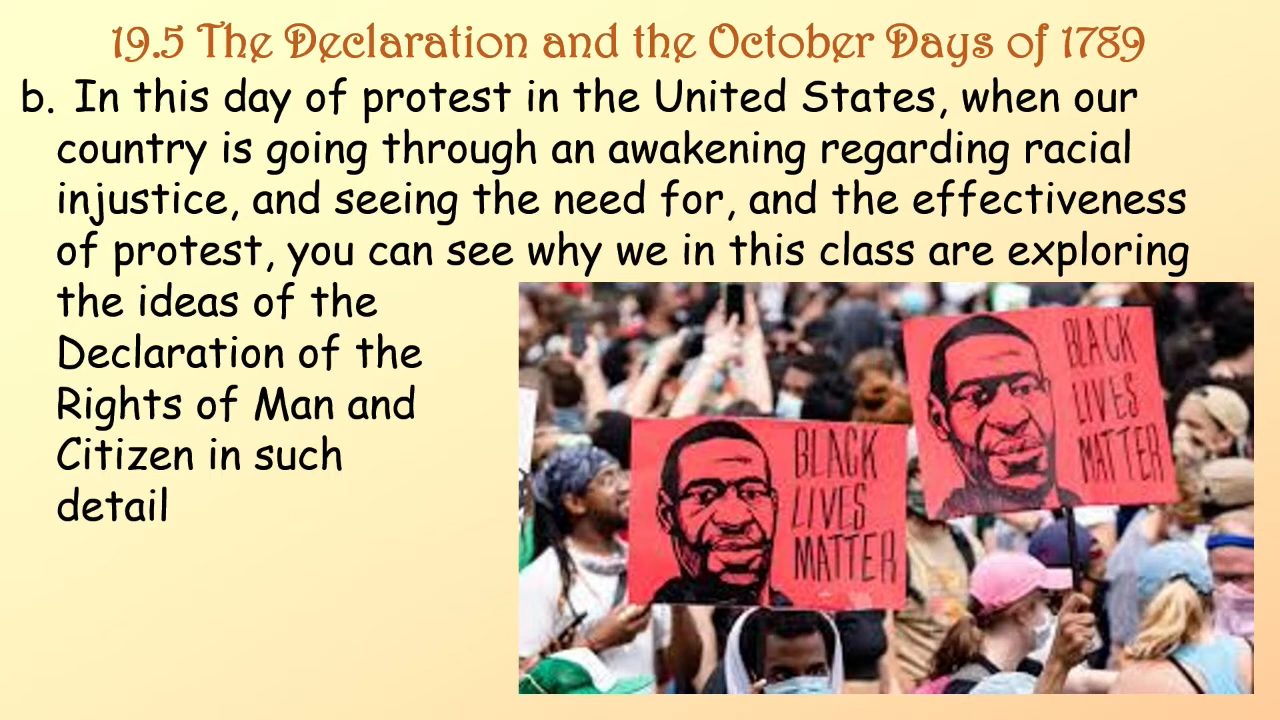 19.5 The Declaration and the October Days of 1789
b. In this day of protest in the United States, when our
country is going through an awakening regarding racial
injustice, and seeing the need for, and the effectiveness
of protest, you can see why we in this class are exploring
the ideas of the
Declaration of the
Rights of Man and
Citizen in such
detail
BLACK
LIVES
MATTER
BLACK
LIVES
MATTER